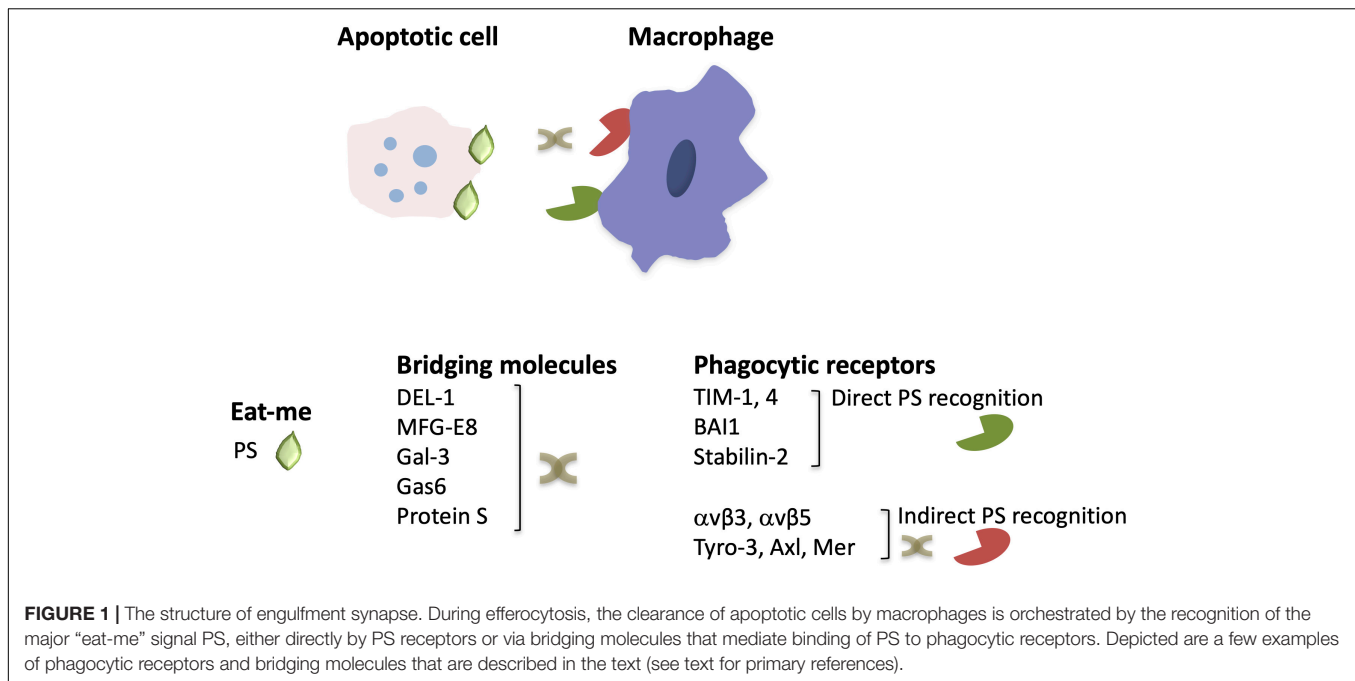 Apoptotic cell
Macrophage
Eat-me
PS
Bridging molecules
DEL-1
MFG-E8
Gal-3
Gas6
Protein S
Phagocytic receptors
TIM-1, 4
BAI1
Stabilin-2
Direct PS recognition
αvβ3, αvβ5
Tyro-3, Axl, Mer
Indirect PS recognition
FIGURE 1 | The structure of engulfment synapse. During efferocytosis, the clearance of apoptotic cells by macrophages is orchestrated by the recognition of the
major “eat-me” signal PS, either directly by PS receptors or via bridging molecules that mediate binding of PS to phagocytic receptors. Depicted are a few examples
of phagocytic receptors and bridging molecules that are described in the text (see text for primary references).